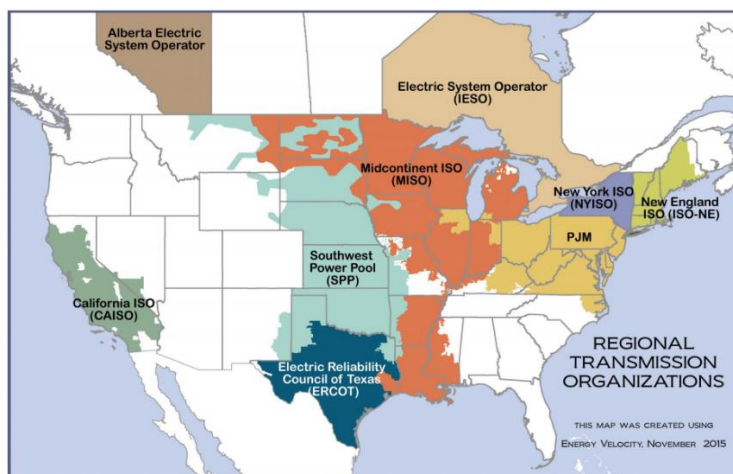 Alberta Electric
System Operator
Electric System Operator
(IESO)
Midcontinent ISO
(MISO)
New York ISO
(NYISO)
New England
ISO (ISO-NE)
PJM
Southwest
Power Pool
(SPP)
California ISO
(CAISO)
Electric Reliability
Council of Texas
(ERCOT)
REGIONAL
TRANSMISSION
ORGANIZATIONS
THIS MAP WAS CREATED USING
ENERGY VELOCITY, NOVEMBER 2015